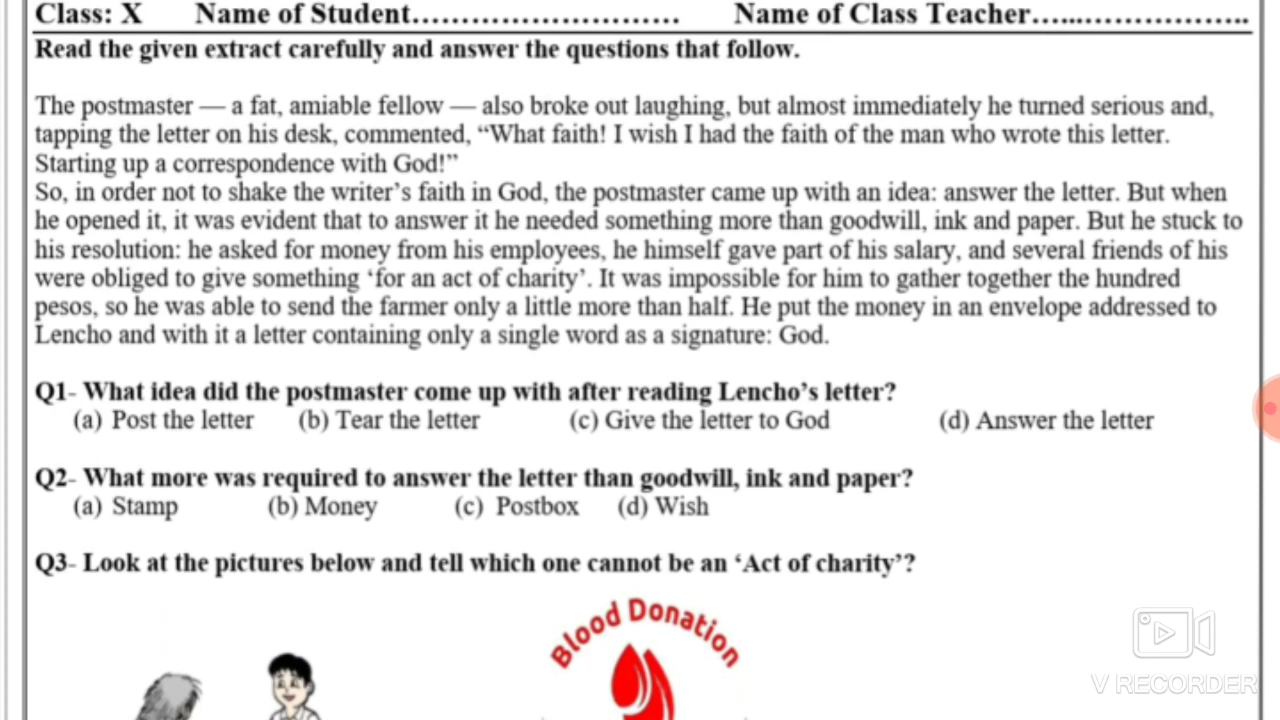 Class: X Name of Student............................ Name of Class Teacher........................
Read the given extract carefully and answer the questions that follow.
The postmaster — a fat, amiable fellow — also broke out laughing, but almost immediately he turned serious and,
tapping the letter on his desk, commented, “What faith! I wish I had the faith of the man who wrote this letter.
Starting up a correspondence with God!”
So, in order not to shake the writer’s faith in God, the postmaster came up with an idea: answer the letter. But when
he opened it, it was evident that to answer it he needed something more than goodwill, ink and paper. But he stuck to
his resolution: he asked for money from his employees, he himself gave part of his salary, and several friends of his
were obliged to give something ‘for an act of charity’. It was impossible for him to gather together the hundred
pesos, so he was able to send the farmer only a little more than half. He put the money in an envelope addressed to
Lencho and with it a letter containing only a single word as a signature: God.
Q1- What idea did the postmaster come up with after reading Lencho’s letter?
(a) Post the letter (b) Tear the letter (c) Give the letter to God (d) Answer the letter
Q2- What more was required to answer the letter than goodwill, ink and paper?
(a) Stamp (b) Money (c) Postbox (d) Wish
Q3- Look at the pictures below and tell which one cannot be an ‘Act of charity’?
Blood Donation
V RECORDER